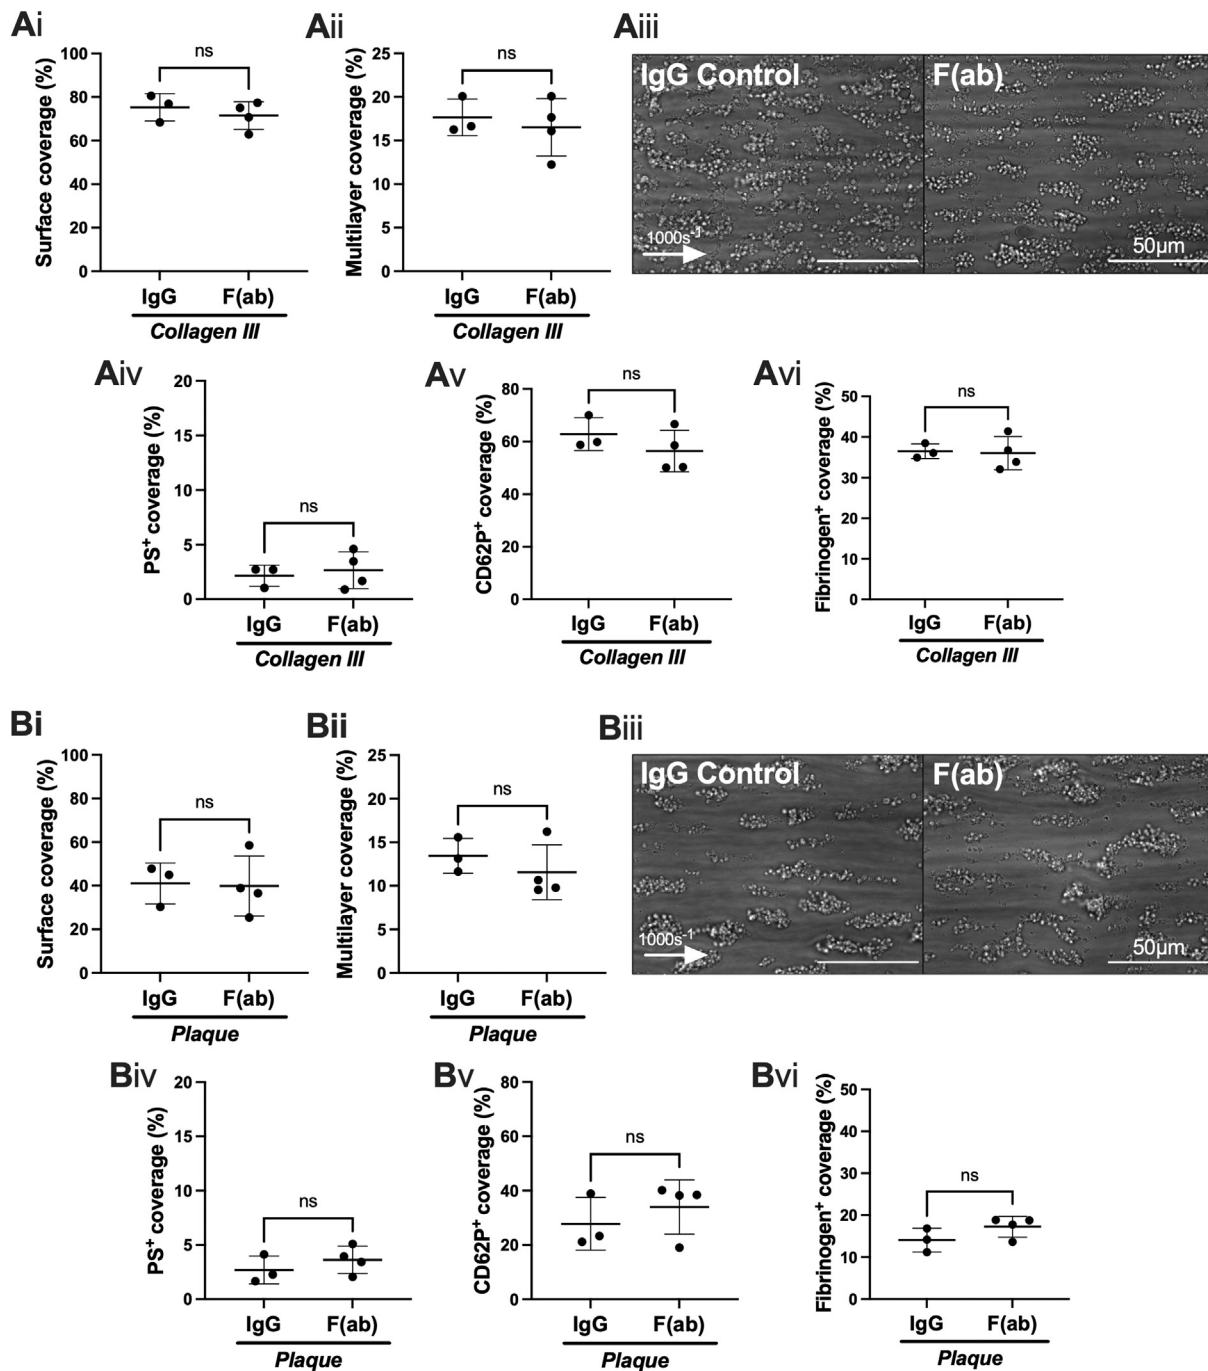 Ai
Surface coverage (%)
100
80
60
40
20
0
ns
IgG F(ab)
Collagen III
Aii
Multilayer coverage (%)
25
20
15
10
5
0
ns
IgG F(ab)
Collagen III
Aiii
IgG Control
F(ab)
1000s⁻¹
50µm
Aiv
PS⁺ coverage (%)
20
15
10
5
0
ns
IgG F(ab)
Collagen III
Av
CD62P⁺ coverage (%)
80
60
40
20
0
ns
IgG F(ab)
Collagen III
Avi
Fibrinogen⁺ coverage (%)
50
40
30
20
10
0
ns
IgG F(ab)
Collagen III
Bi
Surface coverage (%)
100
80
60
40
20
0
ns
IgG F(ab)
Plaque
Bii
Multilayer coverage (%)
25
20
15
10
5
0
ns
IgG F(ab)
Plaque
Biii
IgG Control
F(ab)
1000s⁻¹
50µm
Biv
PS⁺ coverage (%)
20
15
10
5
0
ns
IgG F(ab)
Plaque
Bv
CD62P⁺ coverage (%)
80
60
40
20
0
ns
IgG F(ab)
Plaque
Bvi
Fibrinogen⁺ coverage (%)
50
40
30
20
10
0
ns
IgG F(ab)
Plaque